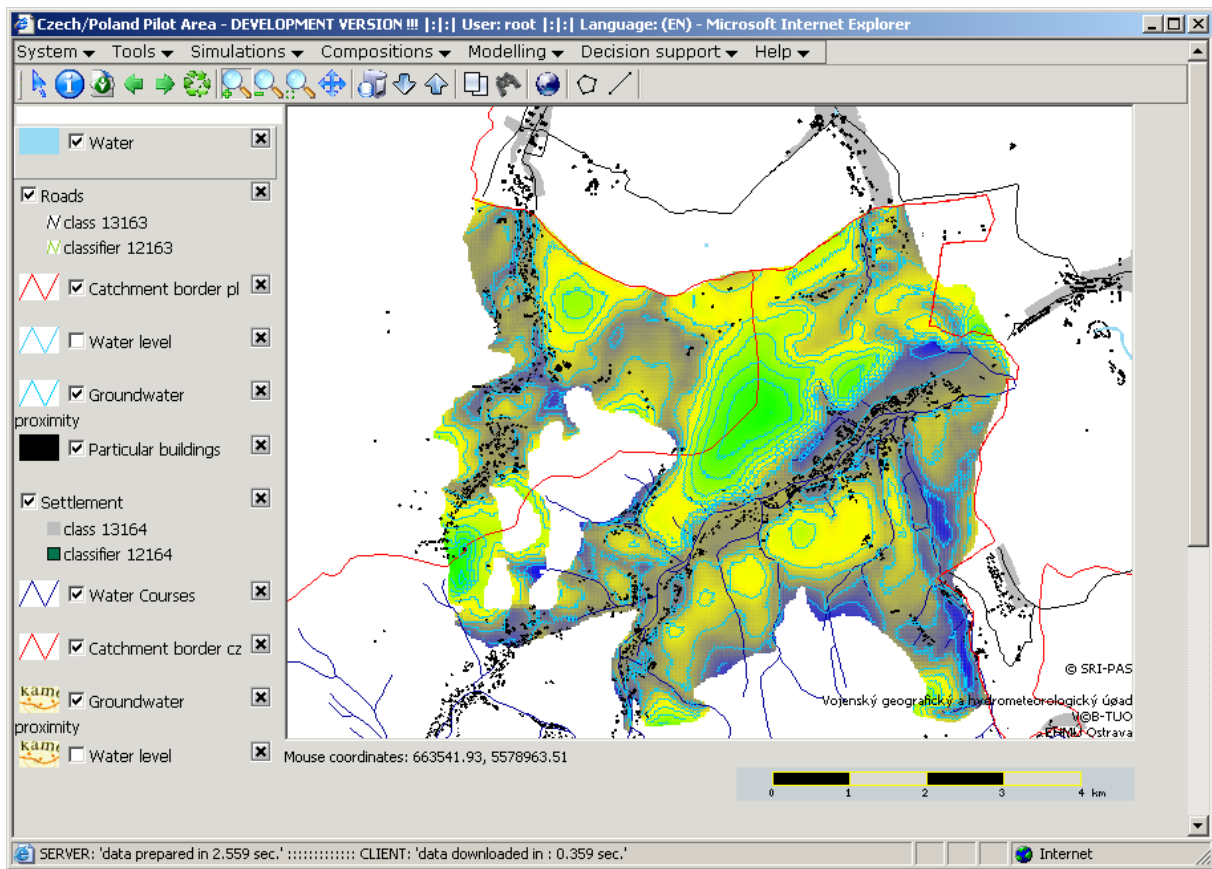 Czech/Poland Pilot Area - DEVELOPMENT VERSION !!! |:|:| User: root |:|:| Language: (EN) - Microsoft Internet Explorer
System Tools Simulations Compositions Modelling Decision support Help
Water
Roads
class 13163
classifier 12163
Catchment border pl
Water level
Groundwater
proximity
Particular buildings
Settlement
class 13164
classifier 12164
Water Courses
Catchment border cz
Groundwater
proximity
Water level
© SRI-PAS
Vojenský geografický a hydrometeorologický úøad
V©B-TUO
Ostrava
Mouse coordinates: 663541.93, 5578963.51
0 1 2 3 4 km
SERVER: 'data prepared in 2.559 sec.' ::::::::::::: CLIENT: 'data downloaded in : 0.359 sec.'
Internet